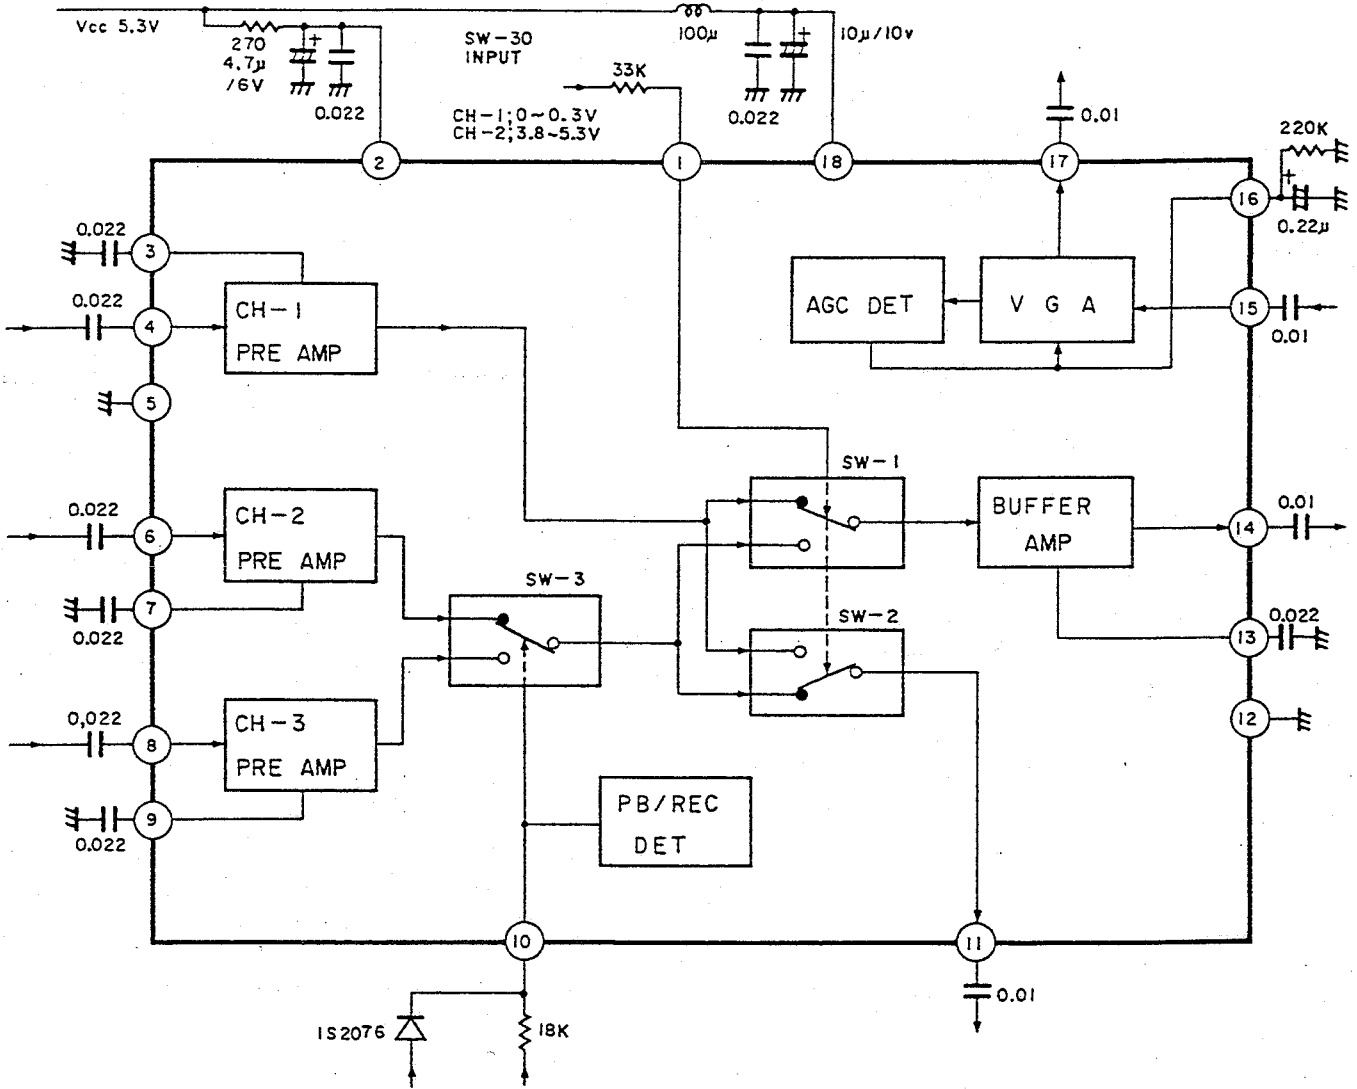 Vcc 5.3V
270
4.7μ
/6V
0.022
SW-30
INPUT
33K
CH-1;0~0.3V
CH-2;3.8~5.3V
100μ
10μ/10v
0.022
0.01
220K
0.22μ
2
1
18
17
16
0.022
3
0.022
4
CH-1
PRE AMP
5
AGC DET
V G A
15
0.01
0.022
6
CH-2
PRE AMP
7
0.022
SW-3
SW-1
SW-2
BUFFER
AMP
0.01
14
0.022
13
12
0,022
8
CH-3
PRE AMP
9
0.022
PB/REC
DET
10
11
0.01
1S2076
18K